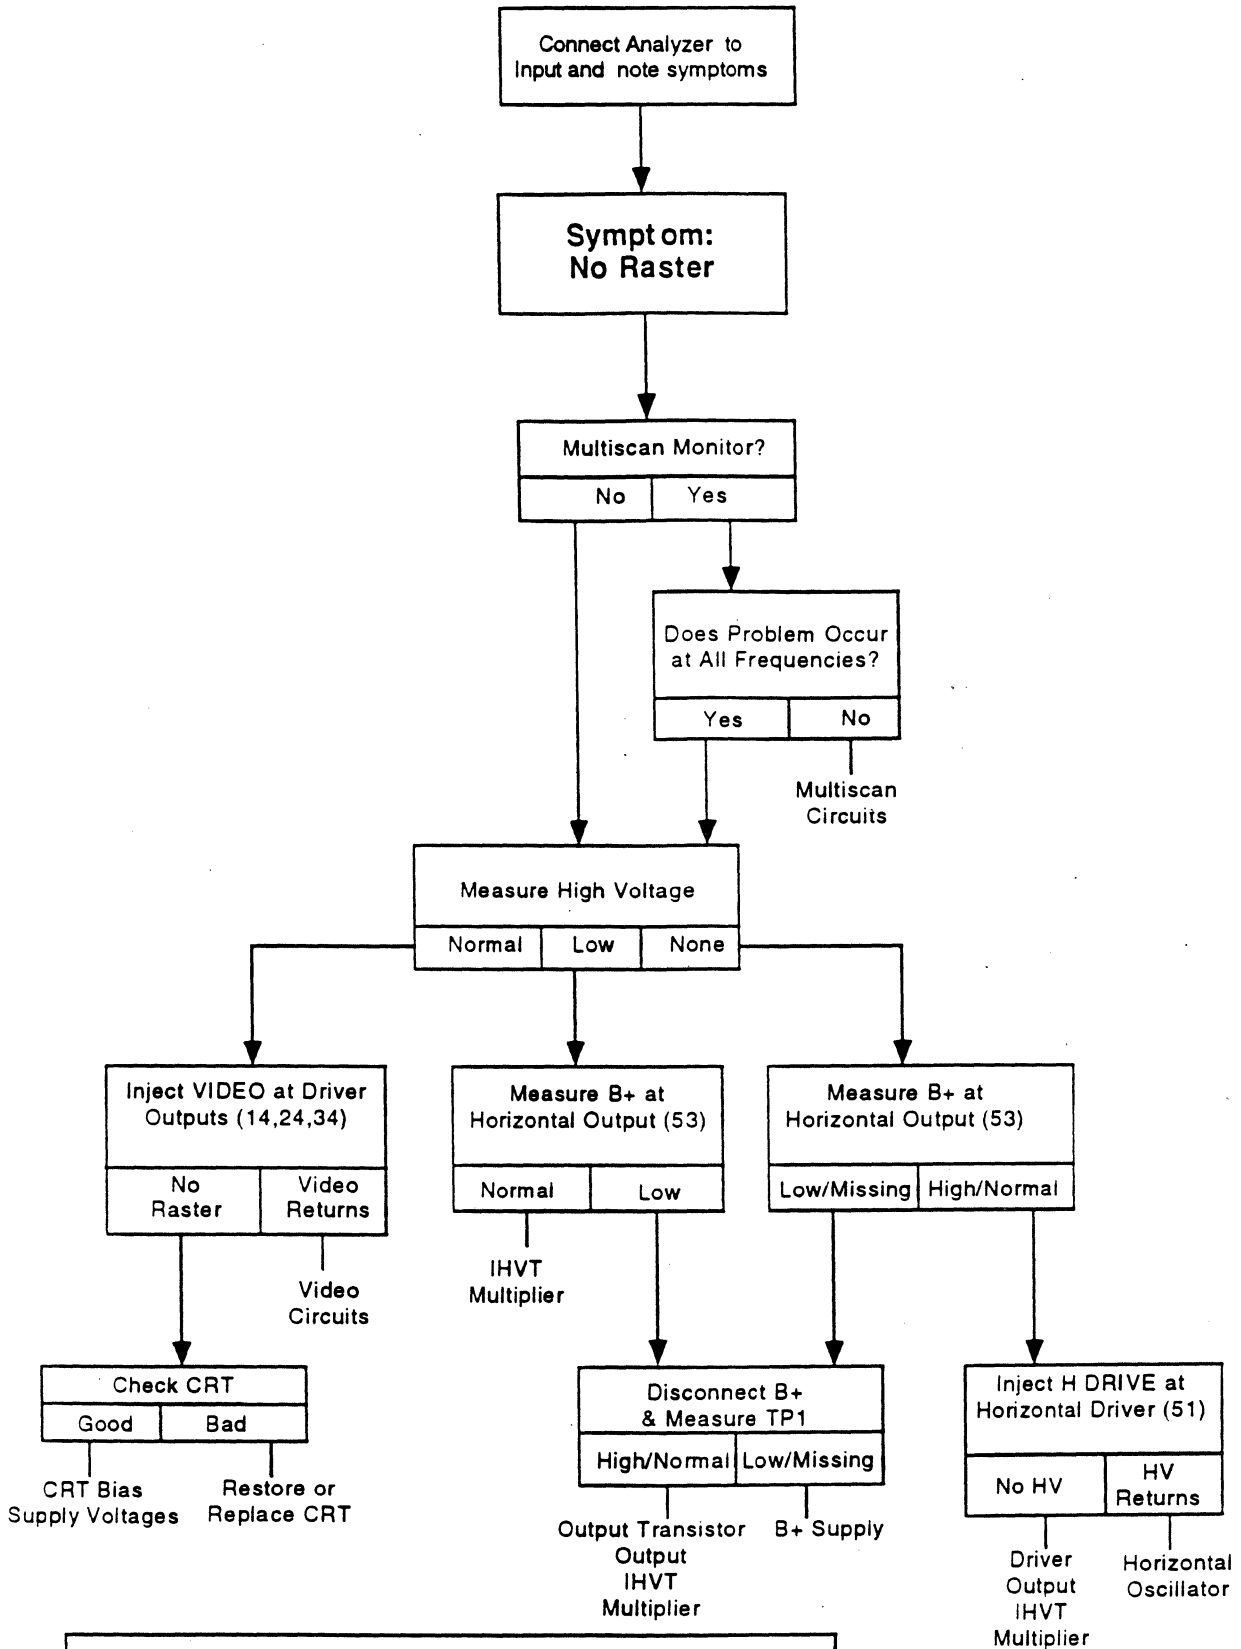 Connect Analyzer to
Input and note symptoms
Symptom:
No Raster
Multiscan Monitor?
No
Yes
Does Problem Occur
at All Frequencies?
Yes
No
Multiscan
Circuits
Measure High Voltage
Normal
Low
None
Inject VIDEO at Driver
Outputs (14,24,34)
No
Raster
Video
Returns
Video
Circuits
Measure B+ at
Horizontal Output (53)
Normal
Low
IHVT
Multiplier
Measure B+ at
Horizontal Output (53)
Low/Missing
High/Normal
Check CRT
Good
Bad
CRT Bias
Supply Voltages
Restore or
Replace CRT
Disconnect B+
& Measure TP1
High/Normal
Low/Missing
Output Transistor
Output
IHVT
Multiplier
B+ Supply
Inject H DRIVE at
Horizontal Driver (51)
No HV
HV
Returns
Driver
Output
IHVT
Multiplier
Horizontal
Oscillator